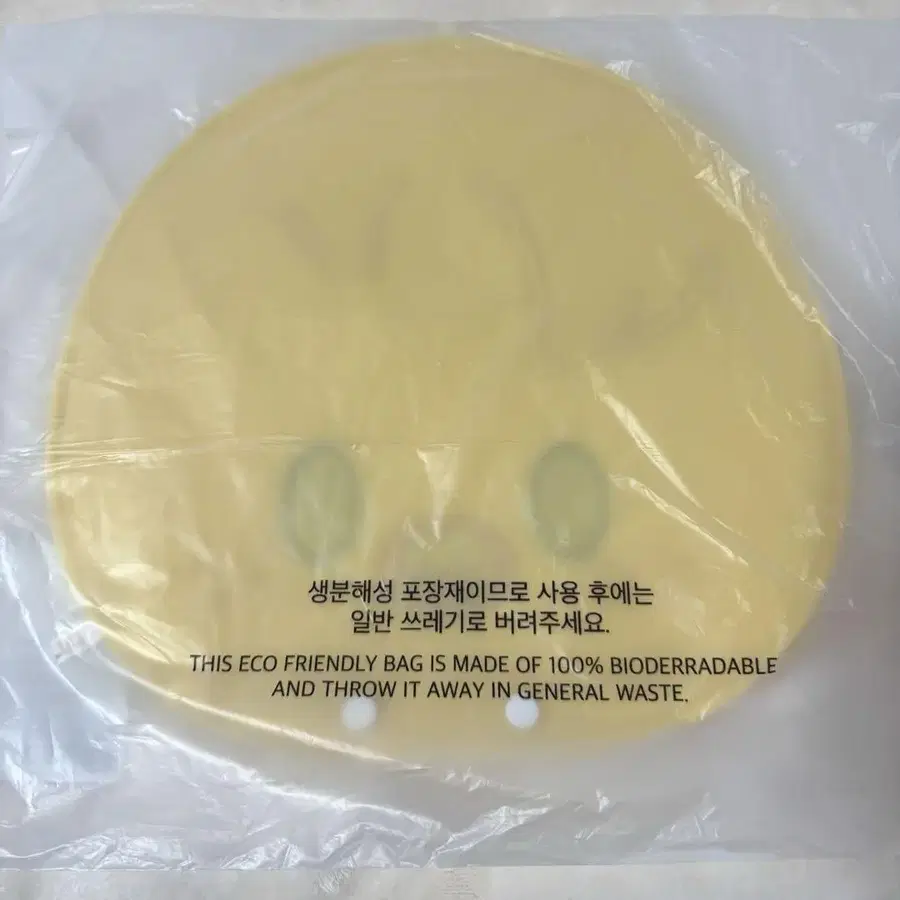 생분해성 포장재이므로 사용 후에는
일반 쓰레기로 버려주세요.
THIS ECO FRIENDLY BAG IS MADE OF 100% BIODERRADABLE
AND THROW IT AWAY IN GENERAL WASTE.